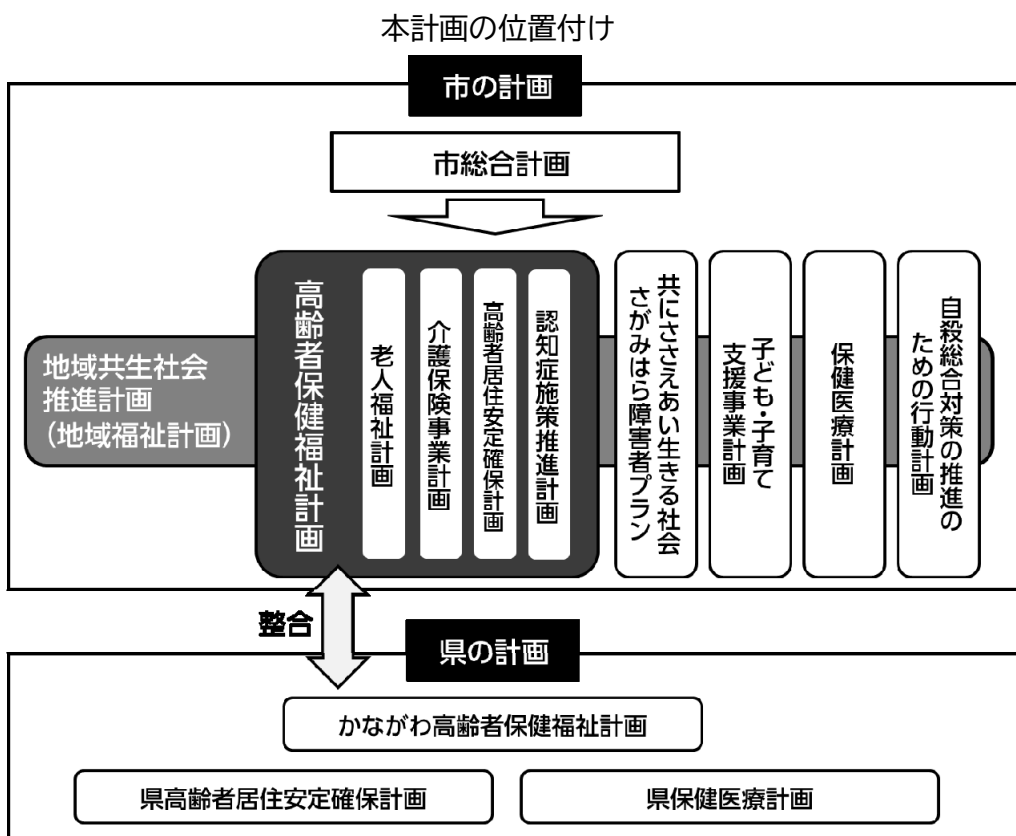 本計画の位置付け
市の計画
市総合計画
地域共生社会
推進計画
（地域福祉計画）
高齢者保健福祉計画
老人福祉計画
介護保険事業計画
高齢者居住安定確保計画
認知症施策推進計画
共にささえあい生きる社会
さがみはら障害者プラン
子ども・子育て
支援事業計画
保健医療計画
自殺総合対策の推進の
ための行動計画
整合
県の計画
かながわ高齢者保健福祉計画
県高齢者居住安定確保計画
県保健医療計画